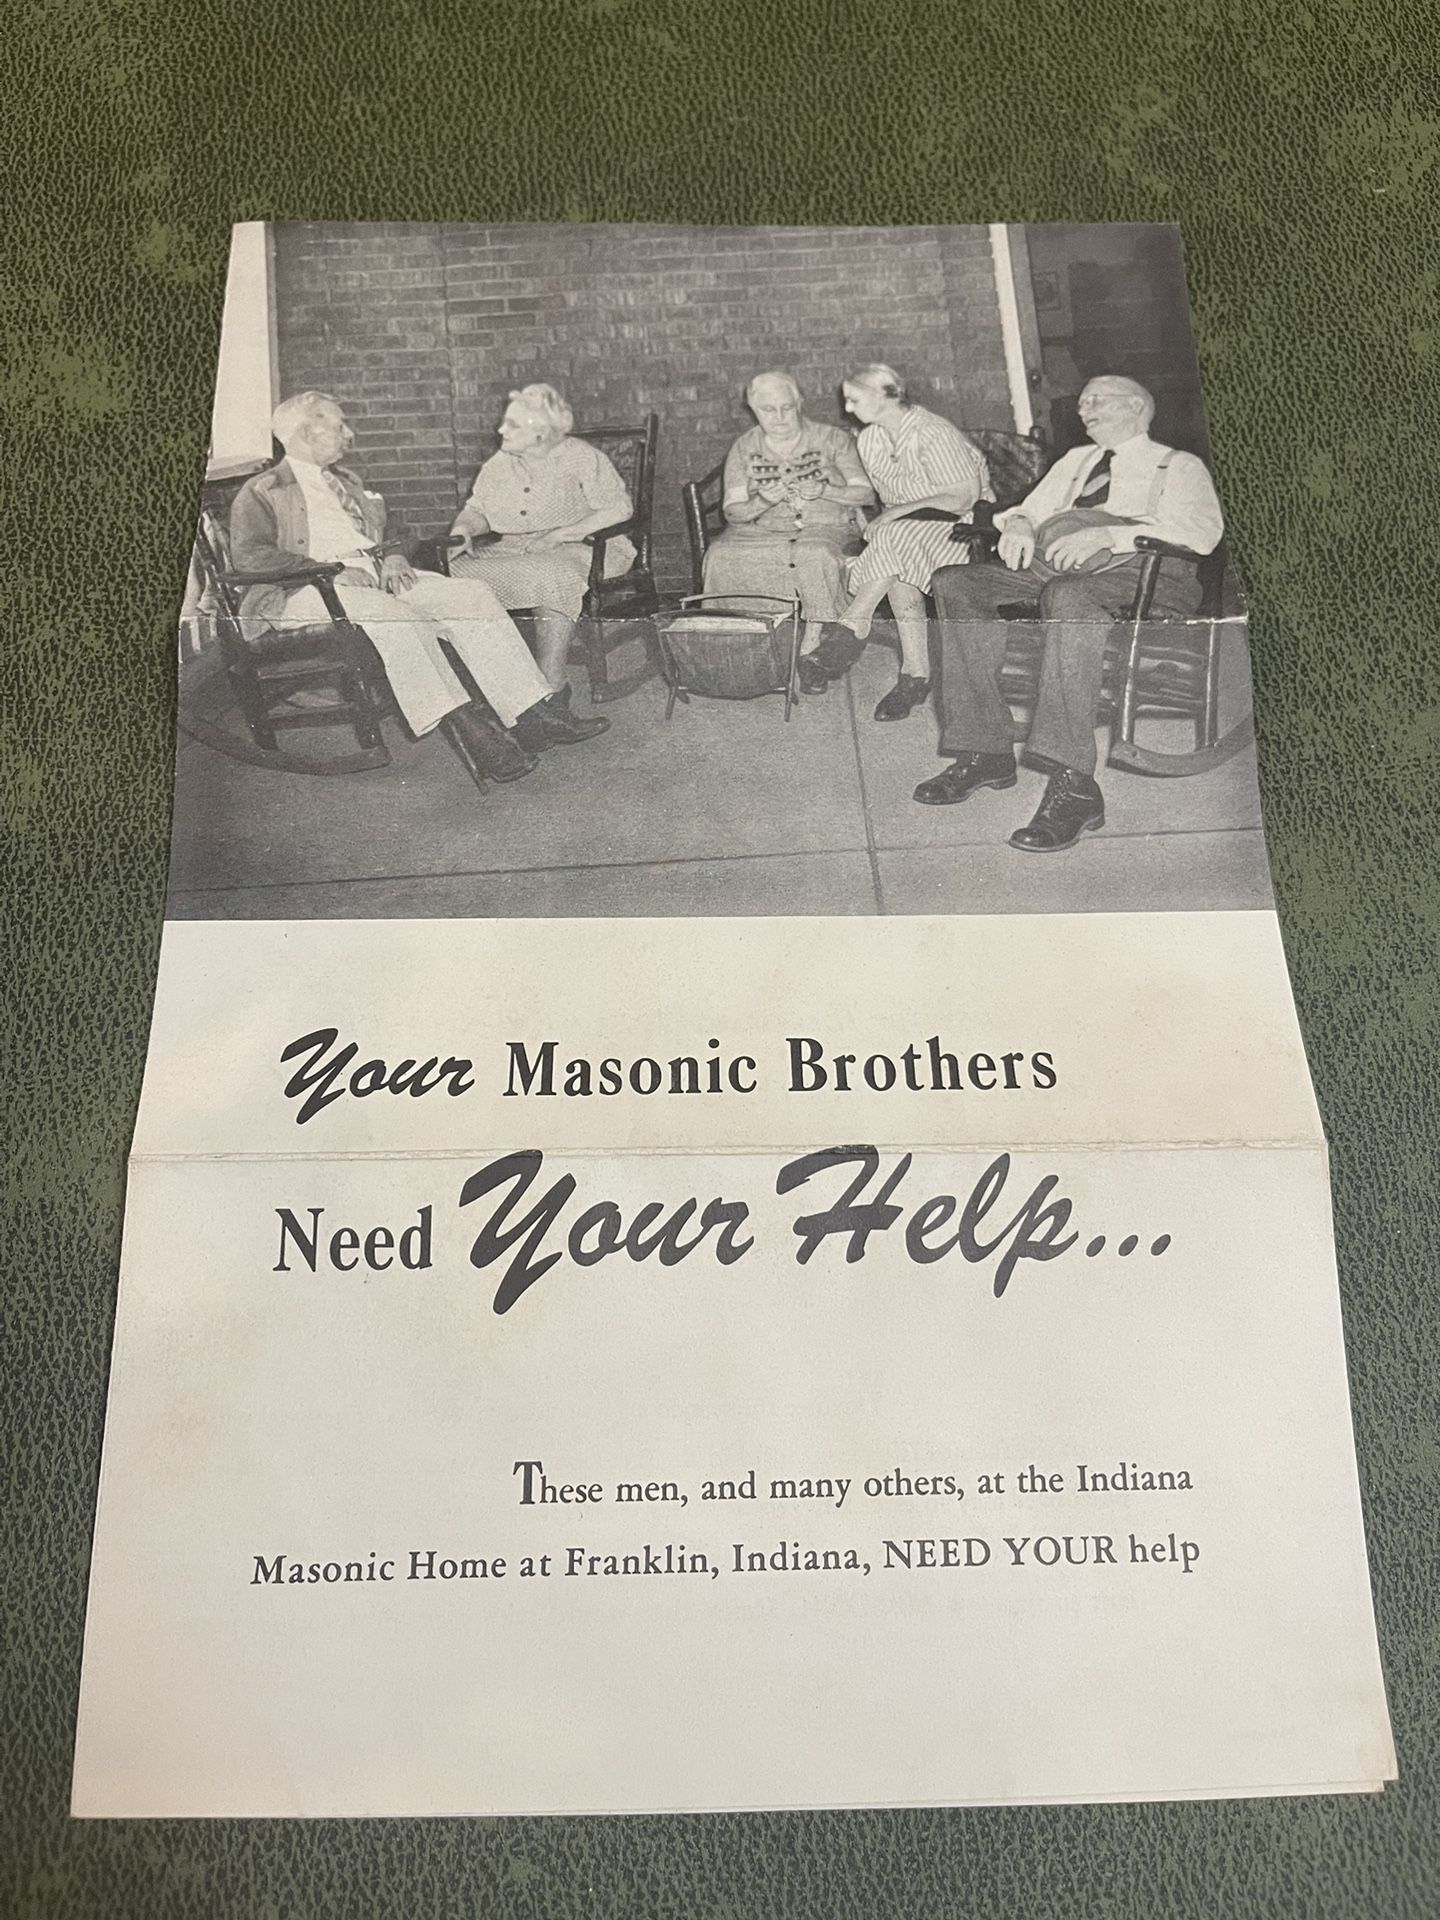 Your Masonic Brothers
Need Your Help...
These men, and many others, at the Indiana
Masonic Home at Franklin, Indiana, NEED YOUR help